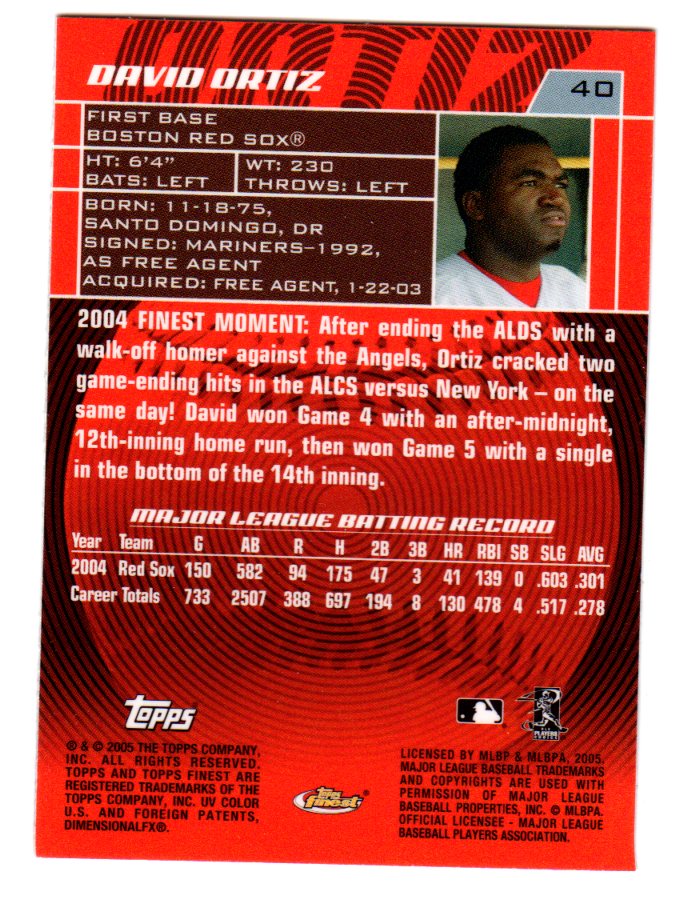 ORTIZ
DAVID ORTIZ
40
FIRST BASE
BOSTON RED SOX®
HT: 6'4"
BATS: LEFT
WT: 230
THROWS: LEFT
BORN: 11-18-75,
SANTO DOMINGO, DR
SIGNED: MARINERS–1992,
AS FREE AGENT
ACQUIRED: FREE AGENT, 1-22-03
2004 FINEST MOMENT: After ending the ALDS with a
walk-off homer against the Angels, Ortiz cracked two
game-ending hits in the ALCS versus New York – on the
same day! David won Game 4 with an after-midnight,
12th-inning home run, then won Game 5 with a single
in the bottom of the 14th inning.
MAJOR LEAGUE BATTING RECORD
Year Team G AB R H 2B 3B HR RBI SB SLG AVG
2004 Red Sox 150 582 94 175 47 3 41 139 0 .603 .301
Career Totals 733 2507 388 697 194 8 130 478 4 .517 .278
TOPPS
PLAYERS
CHOICE
® & © 2005 THE TOPPS COMPANY,
INC. ALL RIGHTS RESERVED.
TOPPS AND TOPPS FINEST ARE
REGISTERED TRADEMARKS OF THE
TOPPS COMPANY, INC. UV COLOR
U.S. AND FOREIGN PATENTS,
DIMENSIONALFX®.
Topps
finest®
LICENSED BY MLBP & MLBPA, 2005.
MAJOR LEAGUE BASEBALL TRADEMARKS
AND COPYRIGHTS ARE USED WITH
PERMISSION OF MAJOR LEAGUE
BASEBALL PROPERTIES, INC. © MLBPA.
OFFICIAL LICENSEE - MAJOR LEAGUE
BASEBALL PLAYERS ASSOCIATION.